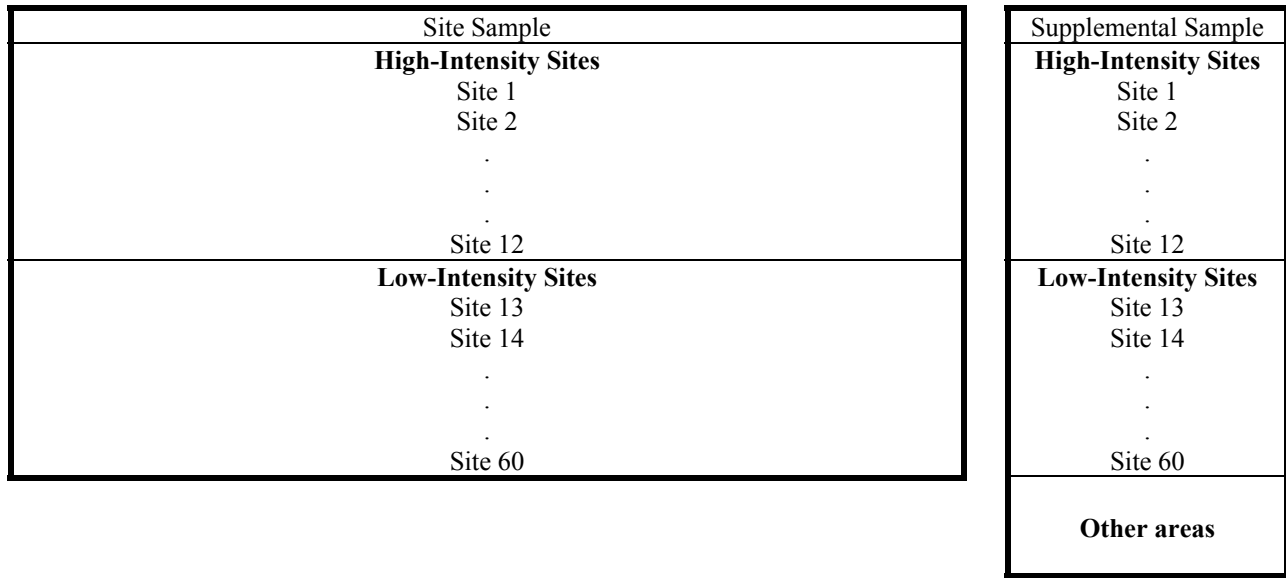 Site Sample
High-Intensity Sites
Site 1
Site 2
.
.
.
Site 12
Low-Intensity Sites
Site 13
Site 14
.
.
.
Site 60
Supplemental Sample
High-Intensity Sites
Site 1
Site 2
.
.
.
Site 12
Low-Intensity Sites
Site 13
Site 14
.
.
.
Site 60
Other areas